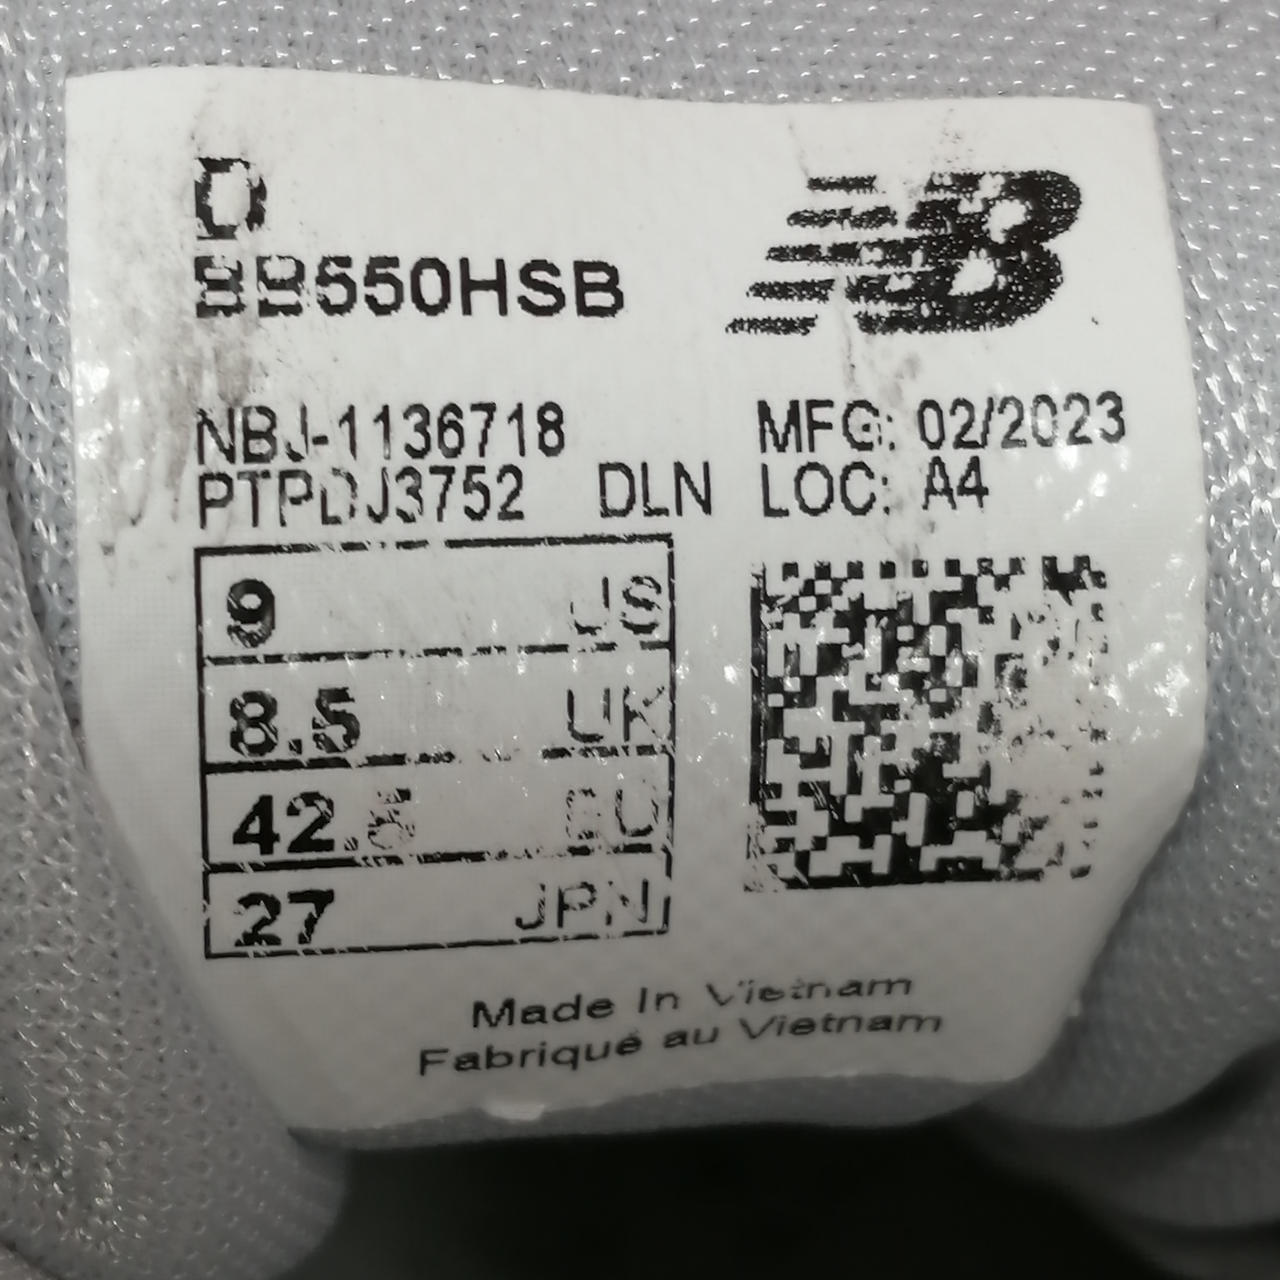 D
BB550HSB
NBJ-1136718 MFG: 02/2023
PTPDJ3752 DLN LOC: A4
9 US
8.5 UK
42.5 EU
27 JPN
Made In Vietnam
Fabriqué au Vietnam